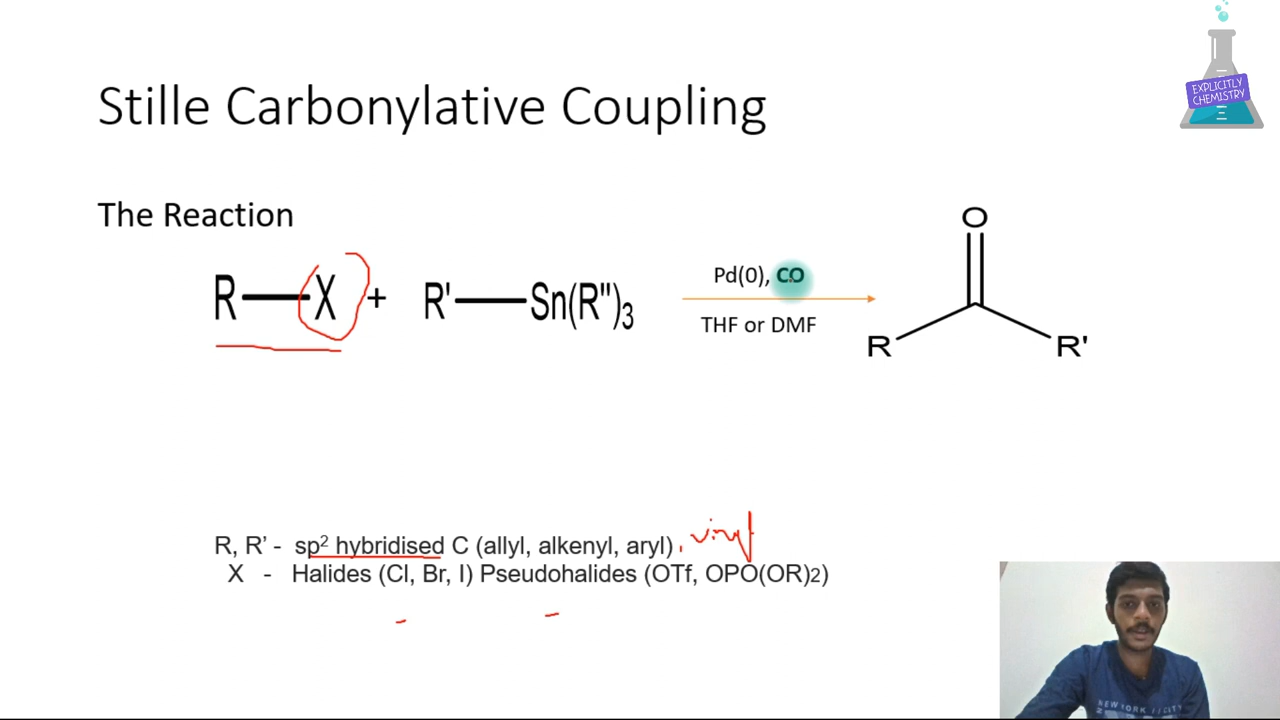 EXPLICITLY
CHEMISTRY
Stille Carbonylative Coupling
The Reaction
R—X + R'—Sn(R")₃
Pd(0), CO
THF or DMF
O
R R'
R, R’ - sp² hybridised C (allyl, alkenyl, aryl), vinyl
X - Halides (Cl, Br, I) Pseudohalides (OTf, OPO(OR)2)
NEW YORK // CITY